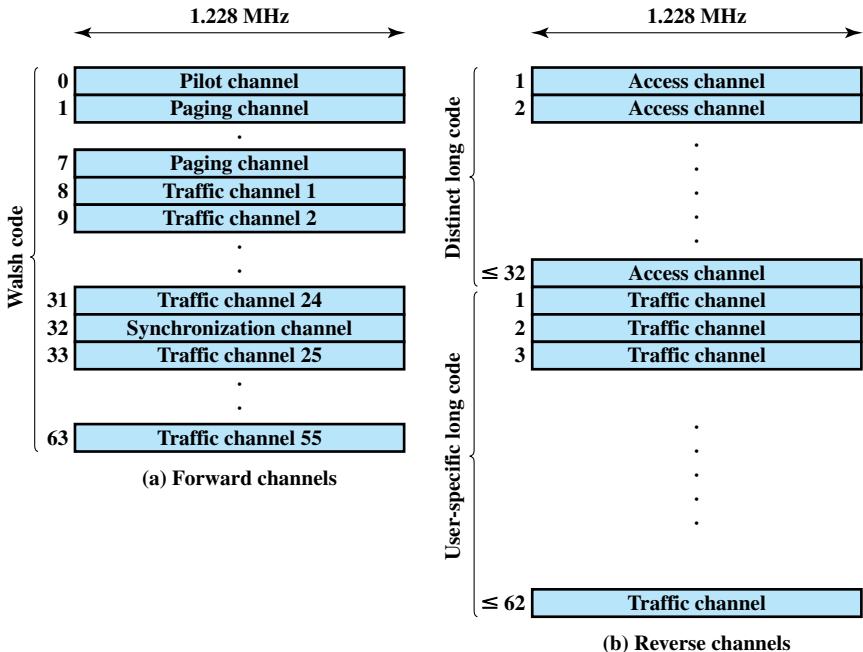 1.228 MHz
Walsh code
0 Pilot channel
1 Paging channel
7 Paging channel
8 Traffic channel 1
9 Traffic channel 2
31 Traffic channel 24
32 Synchronization channel
33 Traffic channel 25
63 Traffic channel 55
(a) Forward channels
1.228 MHz
Distinct long code
1 Access channel
2 Access channel
≦ 32 Access channel
User-specific long code
1 Traffic channel
2 Traffic channel
3 Traffic channel
≦ 62 Traffic channel
(b) Reverse channels